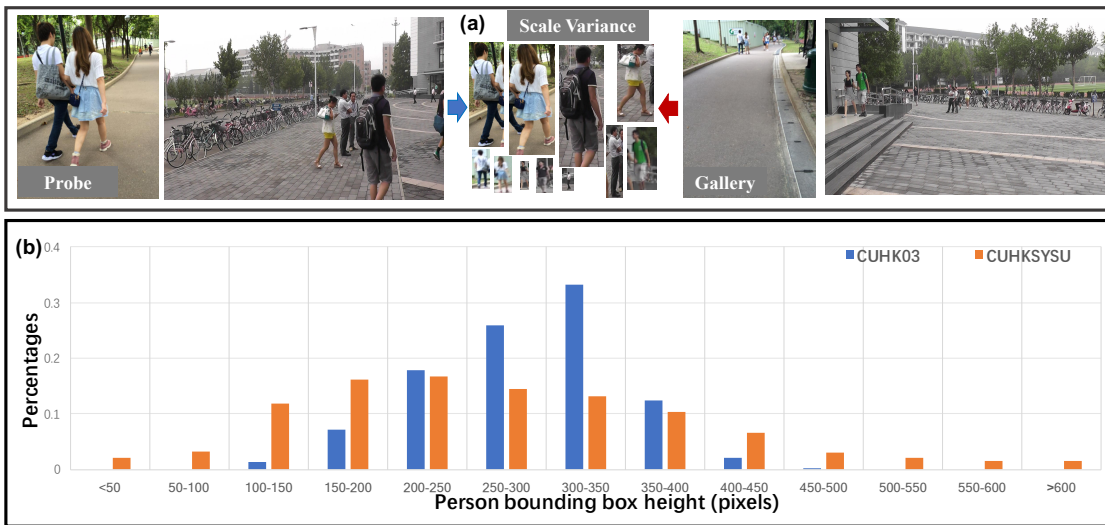 (a)
Scale Variance
Probe
Gallery
(b)
CUHK03 CUHKSYSU
Percentages
0.4
0.3
0.2
0.1
0
<50 50-100 100-150 150-200 200-250 250-300 300-350 350-400 400-450 450-500 500-550 550-600 >600
Person bounding box height (pixels)